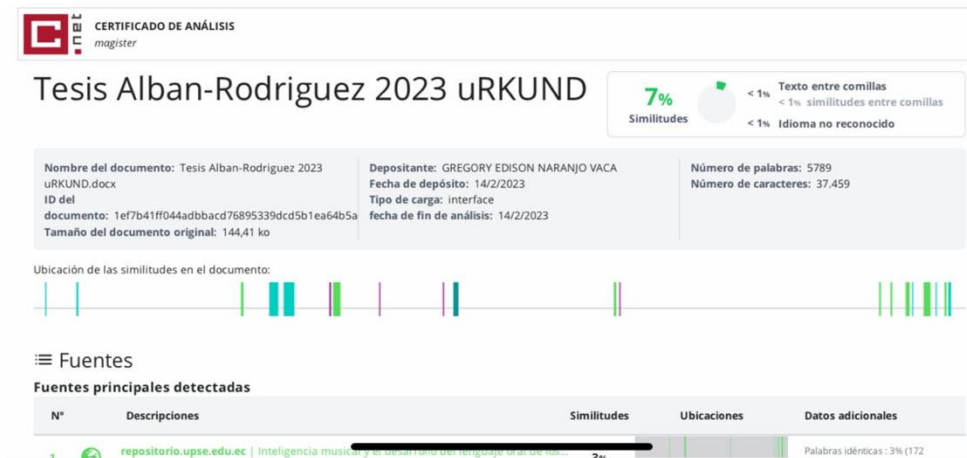 .net
CERTIFICADO DE ANÁLISIS
magister
Tesis Alban-Rodriguez 2023 uRKUND
7%
Similitudes
< 1% Texto entre comillas
< 1% similitudes entre comillas
< 1% Idioma no reconocido
Nombre del documento: Tesis Alban-Rodriguez 2023
uRKUND.docx
ID del
documento: 1ef7b41ff044adbbacd76895339dcd5b1ea64b5a
Tamaño del documento original: 144,41 ko
Depositante: GREGORY EDISON NARANJO VACA
Fecha de depósito: 14/2/2023
Tipo de carga: interface
fecha de fin de análisis: 14/2/2023
Número de palabras: 5789
Número de caracteres: 37.459
Ubicación de las similitudes en el documento:
Fuentes
Fuentes principales detectadas
N° Descripciones Similitudes Ubicaciones Datos adicionales
1 repositorio.upse.edu.ec | Inteligencia musical y el desarrollo del lenguaje oral de los... 3% Palabras idénticas: 3% (172